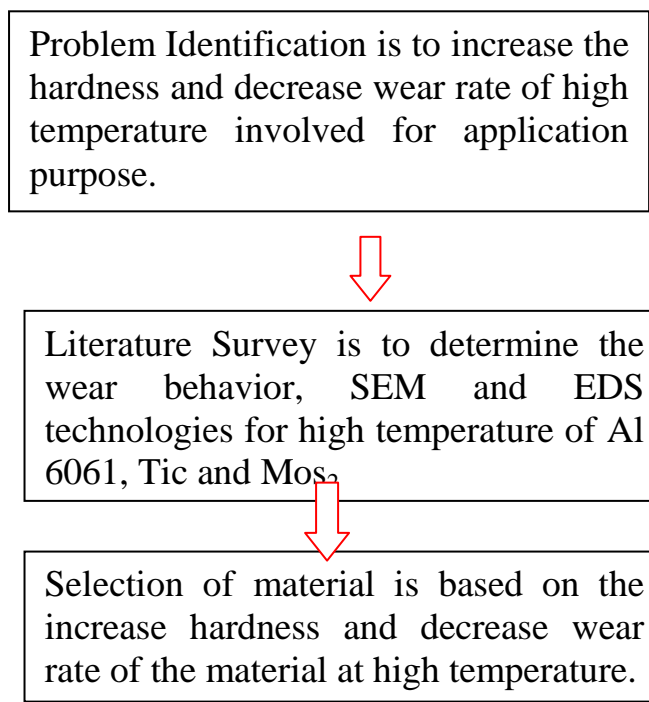 Problem Identification is to increase the
hardness and decrease wear rate of high
temperature involved for application
purpose.
Literature Survey is to determine the
wear behavior, SEM and EDS
technologies for high temperature of Al
6061, Tic and Mos₂
Selection of material is based on the
increase hardness and decrease wear
rate of the material at high temperature.